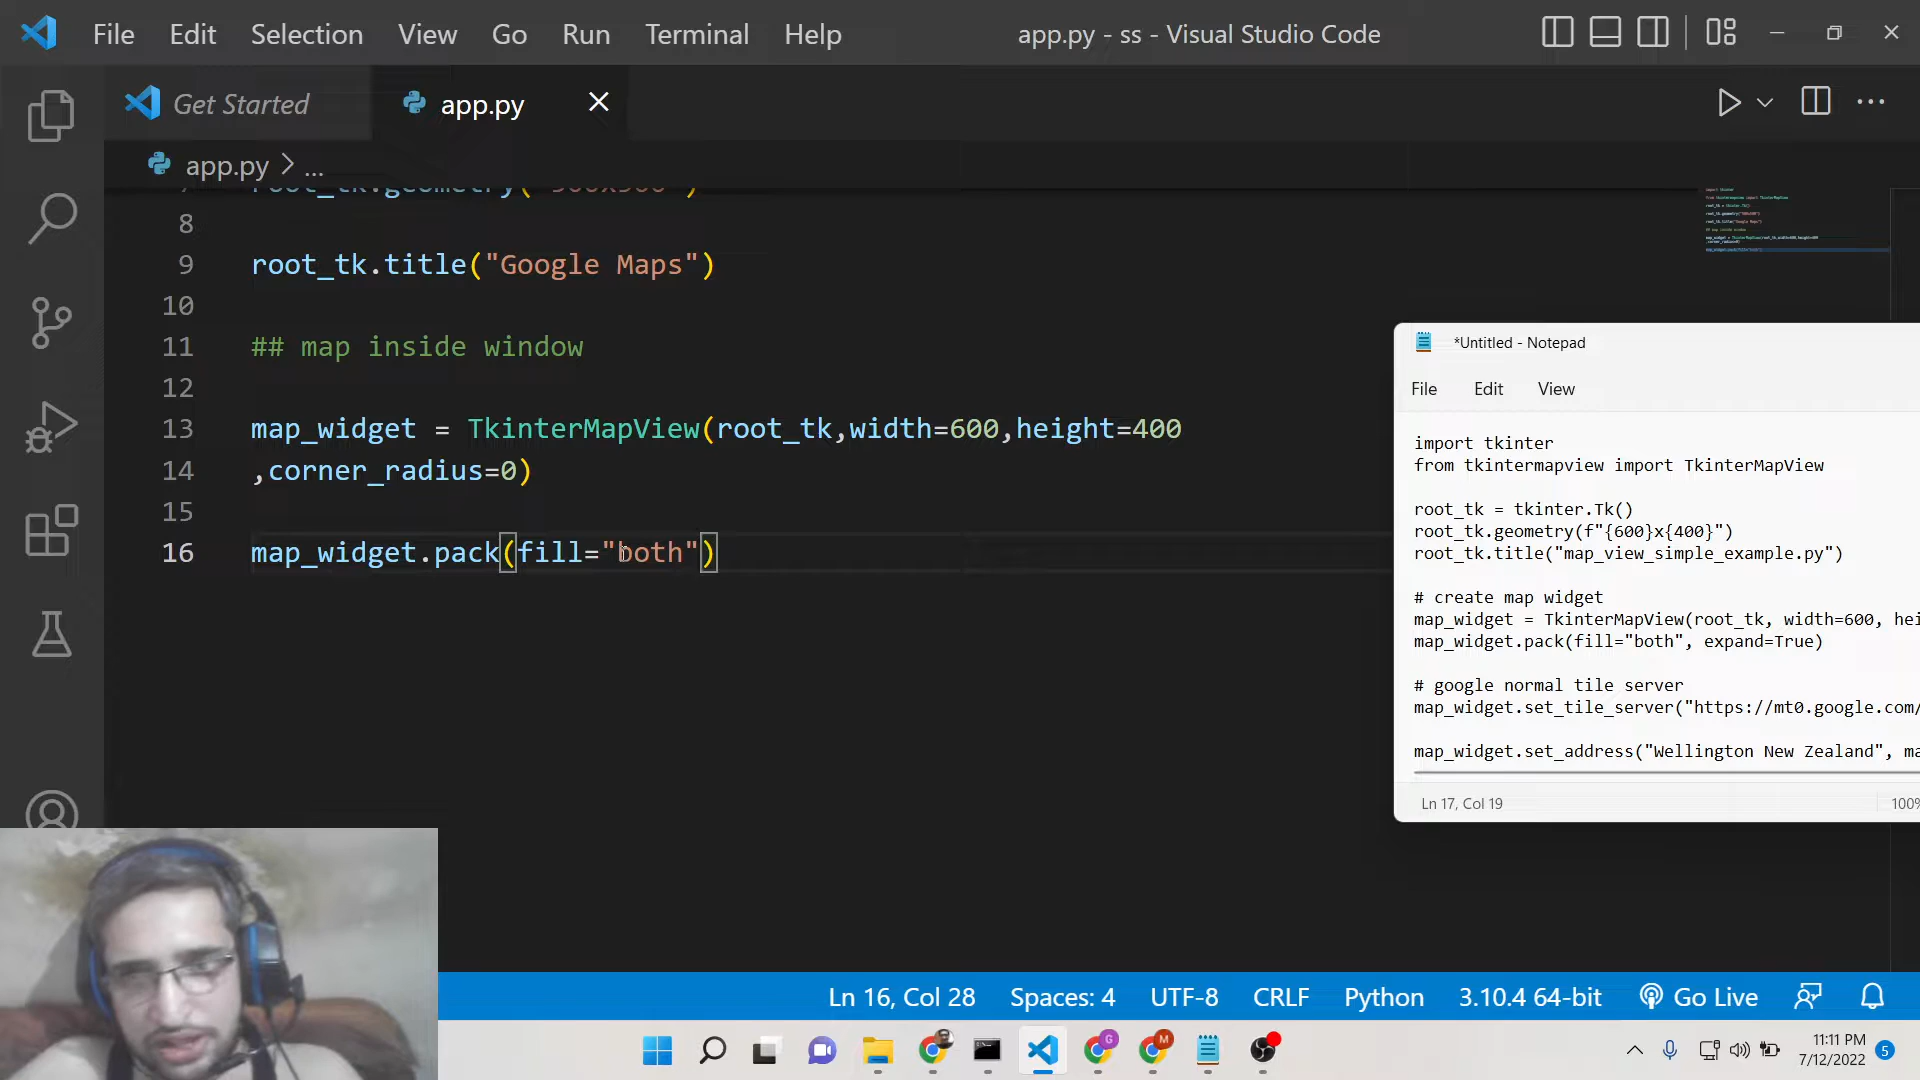 File Edit Selection View Go Run Terminal Help
app.py - ss - Visual Studio Code
Get Started
app.py
app.py > ...
8
9 root_tk.title("Google Maps")
10
11 ## map inside window
12
13 map_widget = TkinterMapView(root_tk,width=600,height=400
14 ,corner_radius=0)
15
16 map_widget.pack(fill="both")
*Untitled - Notepad
File Edit View
import tkinter
from tkintermapview import TkinterMapView
root_tk = tkinter.Tk()
root_tk.geometry(f"{600}x{400}")
root_tk.title("map_view_simple_example.py")
# create map widget
map_widget = TkinterMapView(root_tk, width=600, hei
map_widget.pack(fill="both", expand=True)
# google normal tile server
map_widget.set_tile_server("https://mt0.google.com/
map_widget.set_address("Wellington New Zealand", ma
Ln 17, Col 19
100%
Ln 16, Col 28 Spaces: 4 UTF-8 CRLF Python 3.10.4 64-bit Go Live
11:11 PM
7/12/2022
5